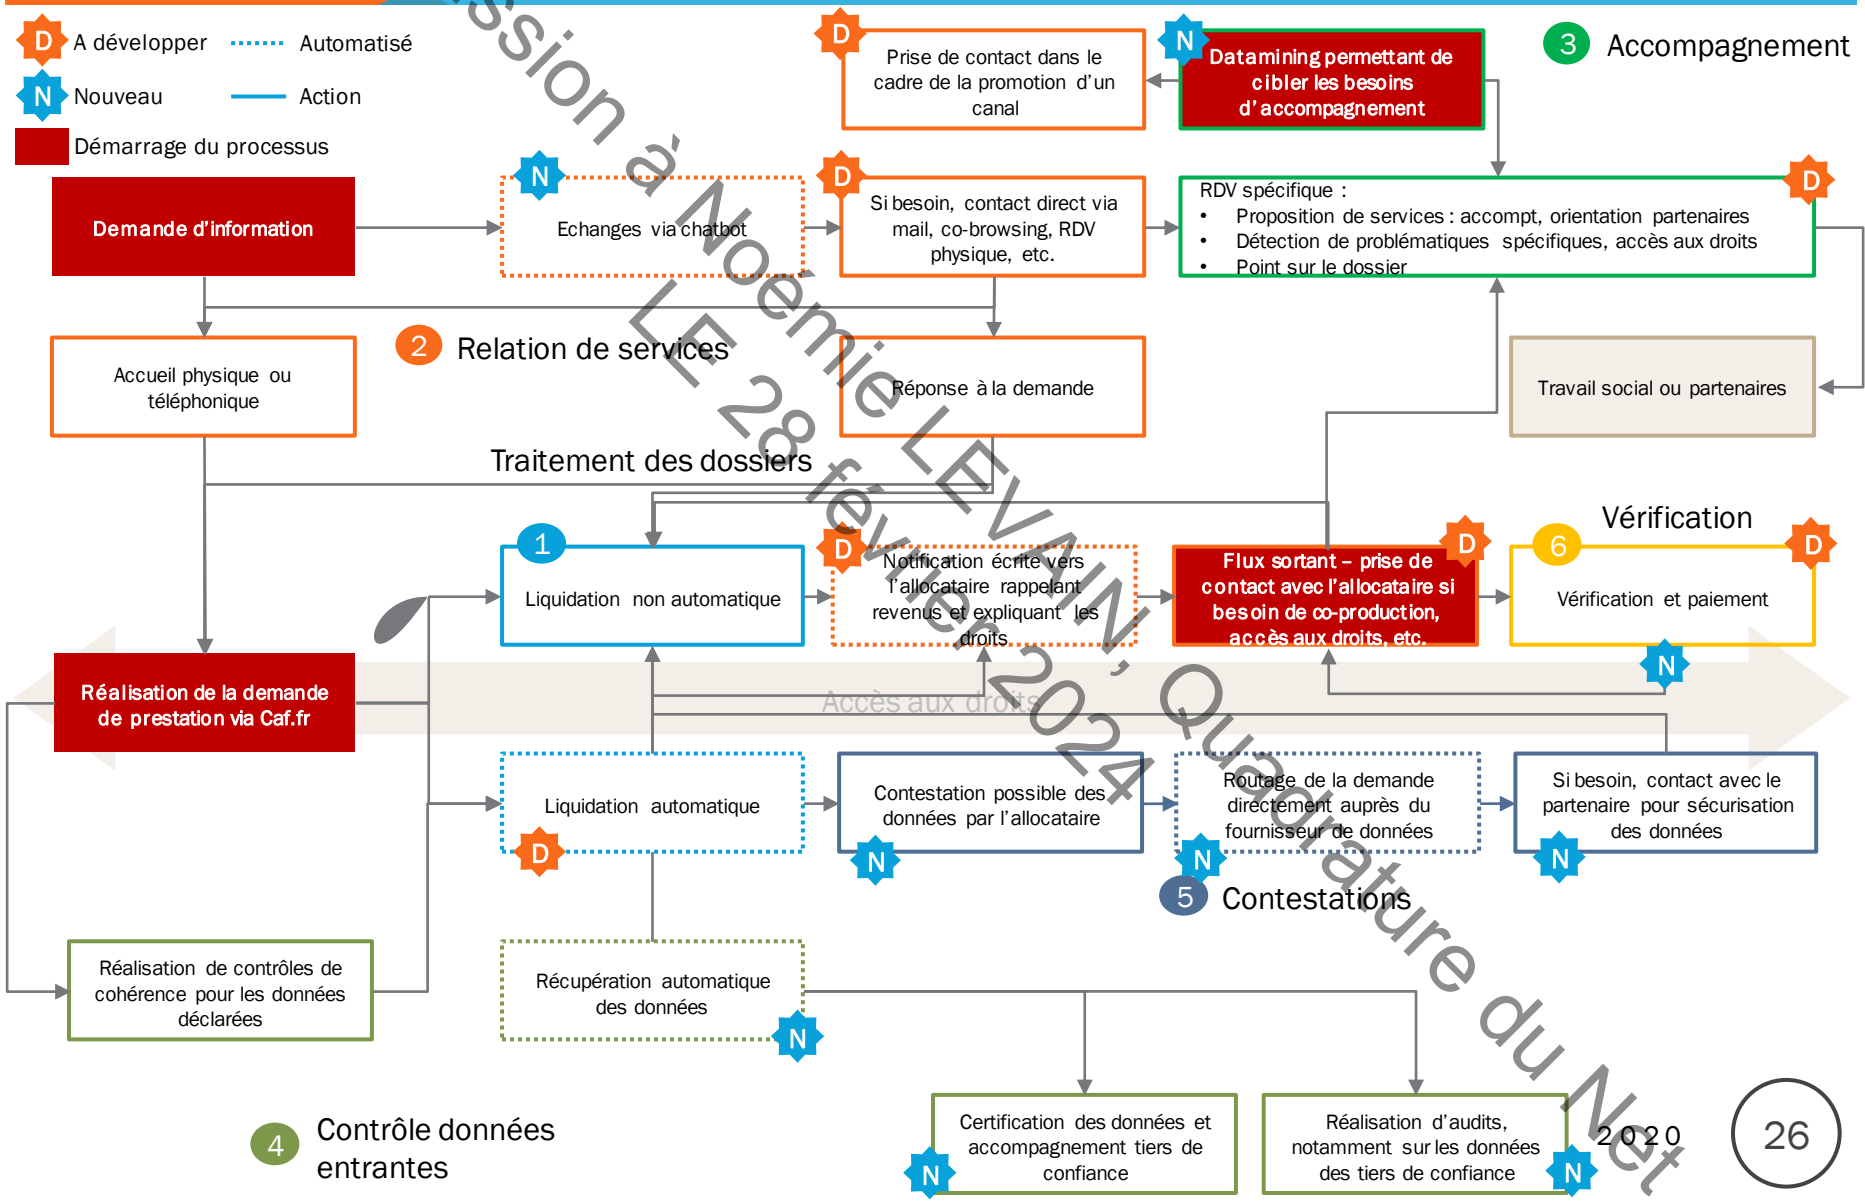 D A développer
Automatisé
N Nouveau
Action
Démarrage du processus
D
Prise de contact dans le
cadre de la promotion d'un
canal
N
Datamining permettant de
cibler les besoins
d'accompagnement
3 Accompagnement
Demande d'information
N
Echanges via chatbot
D
Si besoin, contact direct via
mail, co-browsing, RDV
physique, etc.
D
RDV spécifique :
• Proposition de services : accompt, orientation partenaires
• Détection de problématiques spécifiques, accès aux droits
• Point sur le dossier
2 Relation de services
Accueil physique ou
téléphonique
Réponse à la demande
Travail social ou partenaires
Traitement des dossiers
Vérification
1
Liquidation non automatique
D
Notification écrite vers
l'allocataire rappelant
revenus et expliquant les
droits
D
Flux sortant – prise de
contact avec l'allocataire si
besoin de co-production,
accès aux droits, etc.
6
D
Vérification et paiement
N
Réalisation de la demande
de prestation via Caf.fr
Accès aux droits
Liquidation automatique
D
Contestation possible des
données par l'allocataire
N
Routage de la demande
directement auprès du
fournisseur de données
N
Si besoin, contact avec le
partenaire pour sécurisation
des données
N
5 Contestations
Réalisation de contrôles de
cohérence pour les données
déclarées
Récupération automatique
des données
N
4 Contrôle données
entrantes
Certification des données et
accompagnement tiers de
confiance
N
Réalisation d'audits,
notamment sur les données
des tiers de confiance
N
2020
26
ssion à Noémie LEVAIN, Quadrature du Net
LE 28 février 2024